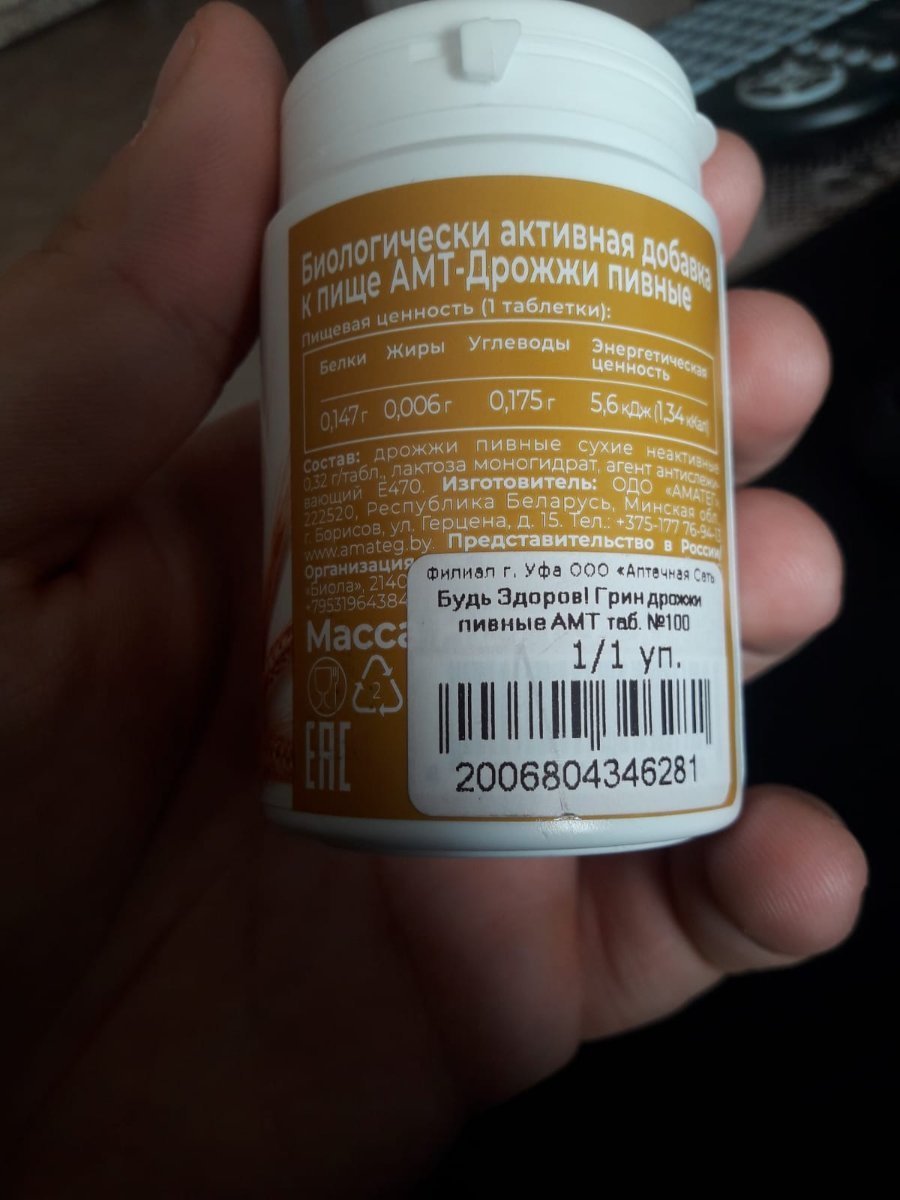 Биологически активная добавка
к пище АМТ-Дрожжи пивные
Пищевая ценность (1 таблетки):
Белки Жиры Углеводы Энергетическая ценность
0,147 г 0,006 г 0,175 г 5,6 кДж (1,34 кКал)
Состав: дрожжи пивные сухие неактивные
0,32 г/табл., лактоза моногидрат, агент антислежи-
вающий Е470. Изготовитель: ОДО «АМАТЕГ»,
222520, Республика Беларусь, Минская обл.,
г. Борисов, ул. Герцена, д. 15. Тел.: +375-177 76-94-13
www.amateg.by. Представительство в России
Организация
«Биола», 2140
+7953196438
Масса
2
EAC
Филиал г. Уфа ООО «Аптечная Сеть
Будь Здоров! Грин дрожжи
пивные АМТ таб. №100
1/1 уп.
2006804346281